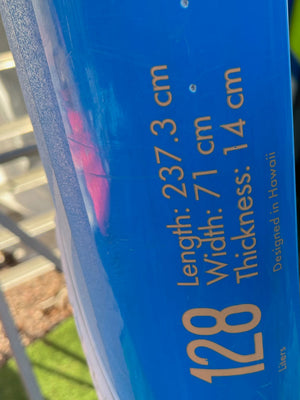 Length: 237.3 cm
Width: 71 cm
Thickness: 14 cm
Designed in Hawaii
128
Liters